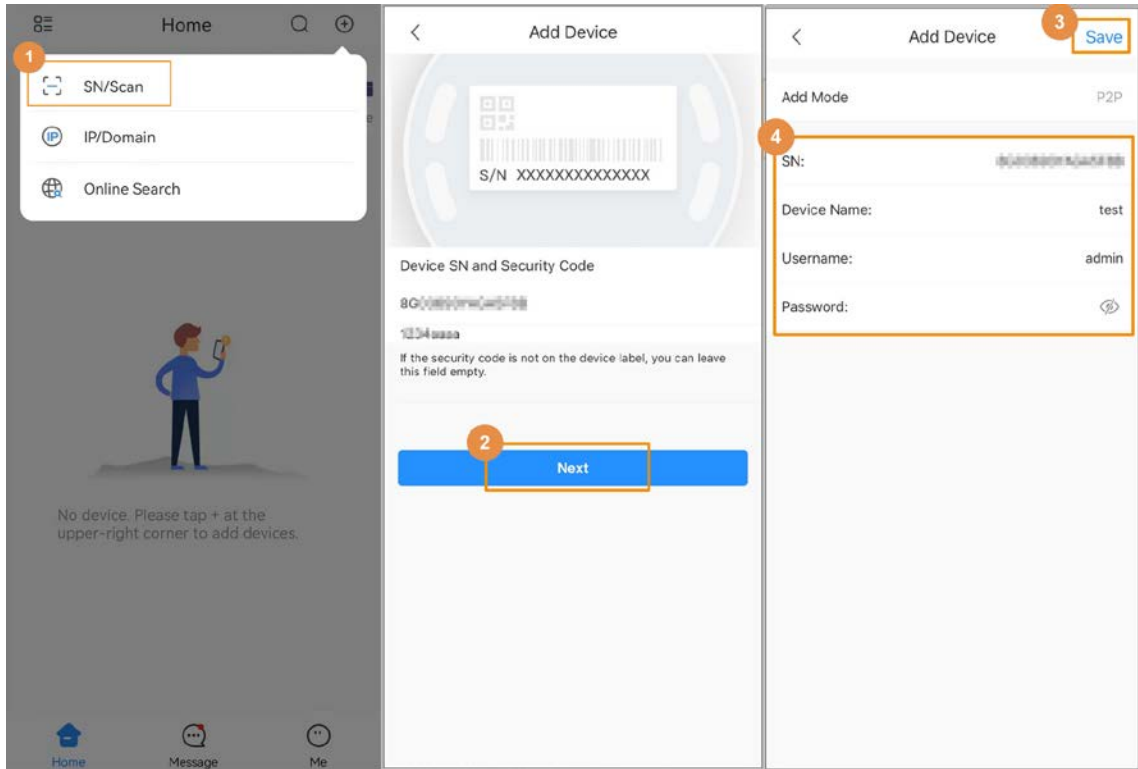 Home
1
SN/Scan
IP/Domain
Online Search
No device. Please tap + at the
upper-right corner to add devices.
Home
Message
Me
Add Device
S/N XXXXXXXXXXXXXX
Device SN and Security Code
8G
1234aaaa
If the security code is not on the device label, you can leave
this field empty.
2
Next
3
Add Device
Save
Add Mode
P2P
4
SN:
Device Name:
test
Username:
admin
Password: